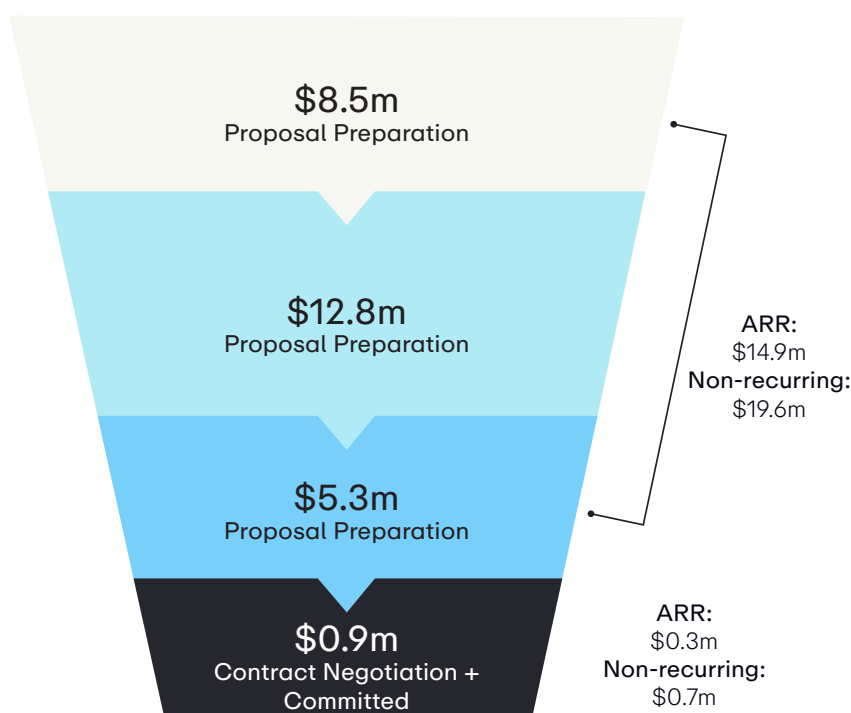 $8.5m
Proposal Preparation
$12.8m
Proposal Preparation
ARR:
$14.9m
Non-recurring:
$19.6m
$5.3m
Proposal Preparation
$0.9m
Contract Negotiation +
Committed
ARR:
$0.3m
Non-recurring:
$0.7m